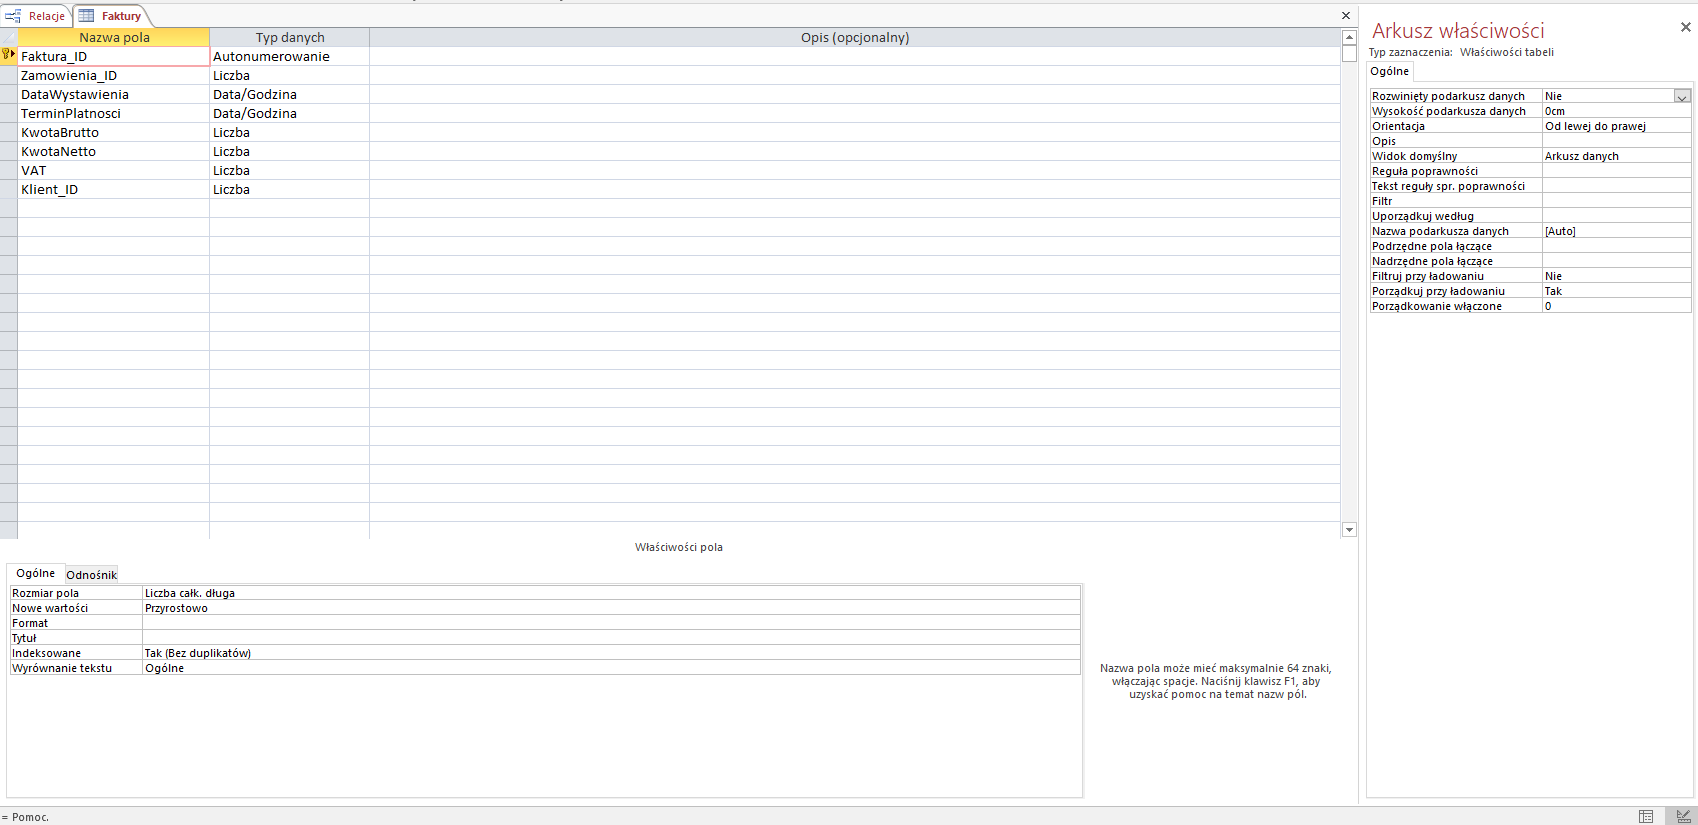 Relacje Faktury
Nazwa pola Typ danych Opis (opcjonalny)
Faktura_ID Autonumerowanie
Zamowienia_ID Liczba
DataWystawienia Data/Godzina
TerminPlatnosci Data/Godzina
KwotaBrutto Liczba
KwotaNetto Liczba
VAT Liczba
Klient_ID Liczba
Właściwości pola
Ogólne Odnośnik
Rozmiar pola Liczba całk. długa
Nowe wartości Przyrostowo
Format
Tytuł
Indeksowane Tak (Bez duplikatów)
Wyrównanie tekstu Ogólne
Nazwa pola może mieć maksymalnie 64 znaki,
włączając spacje. Naciśnij klawisz F1, aby
uzyskać pomoc na temat nazw pól.
Arkusz właściwości
Typ zaznaczenia: Właściwości tabeli
Ogólne
Rozwinięty podarkusz danych Nie
Wysokość podarkusza danych 0cm
Orientacja Od lewej do prawej
Opis
Widok domyślny Arkusz danych
Reguła poprawności
Tekst reguły spr. poprawności
Filtr
Uporządkuj według
Nazwa podarkusza danych [Auto]
Podrzędne pola łączące
Nadrzędne pola łączące
Filtruj przy ładowaniu Nie
Porządkuj przy ładowaniu Tak
Porządkowanie włączone 0
= Pomoc.